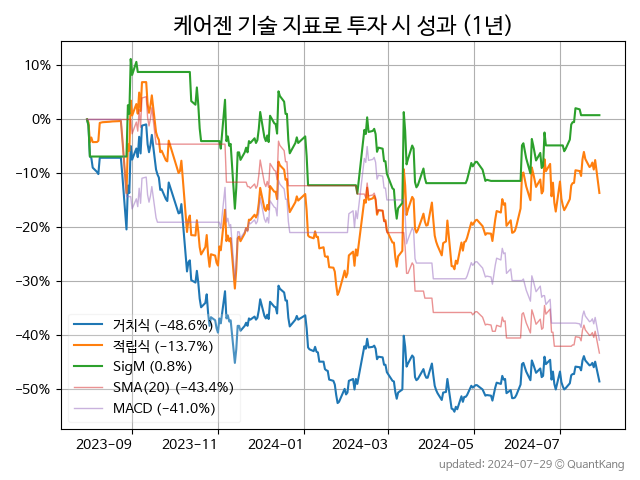 케어젠 기술 지표로 투자 시 성과 (1년)
10%
0%
−10%
−20%
−30%
−40%
−50%
거치식 (−48.6%)
적립식 (−13.7%)
SigM (0.8%)
SMA(20) (−43.4%)
MACD (−41.0%)
2023-09 2023-11 2024-01 2024-03 2024-05 2024-07
updated: 2024-07-29 © QuantKang